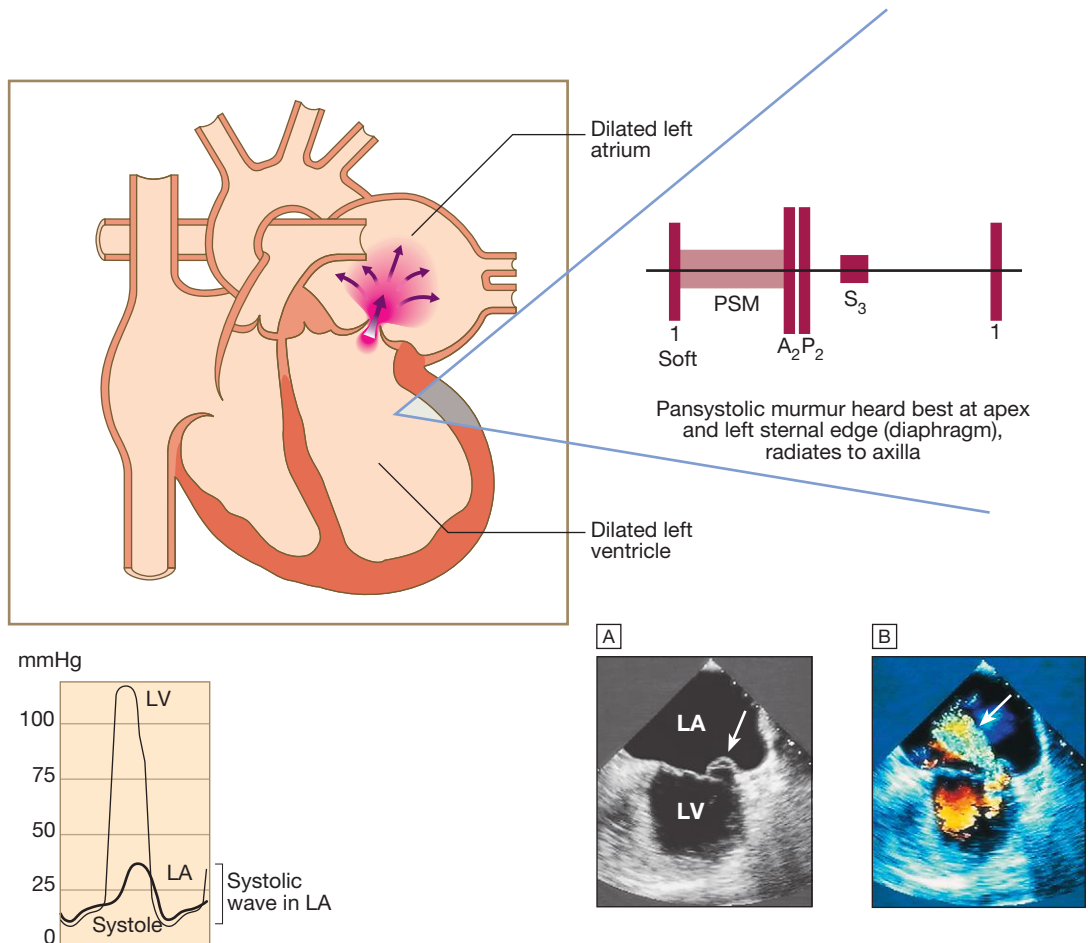 Dilated left
atrium
PSM
S3
1
Soft
A2P2
1
Pansystolic murmur heard best at apex
and left sternal edge (diaphragm),
radiates to axilla
Dilated left
ventricle
mmHg
100
75
50
25
0
LV
LA
Systole
Systolic
wave in LA
A
LA
LV
B